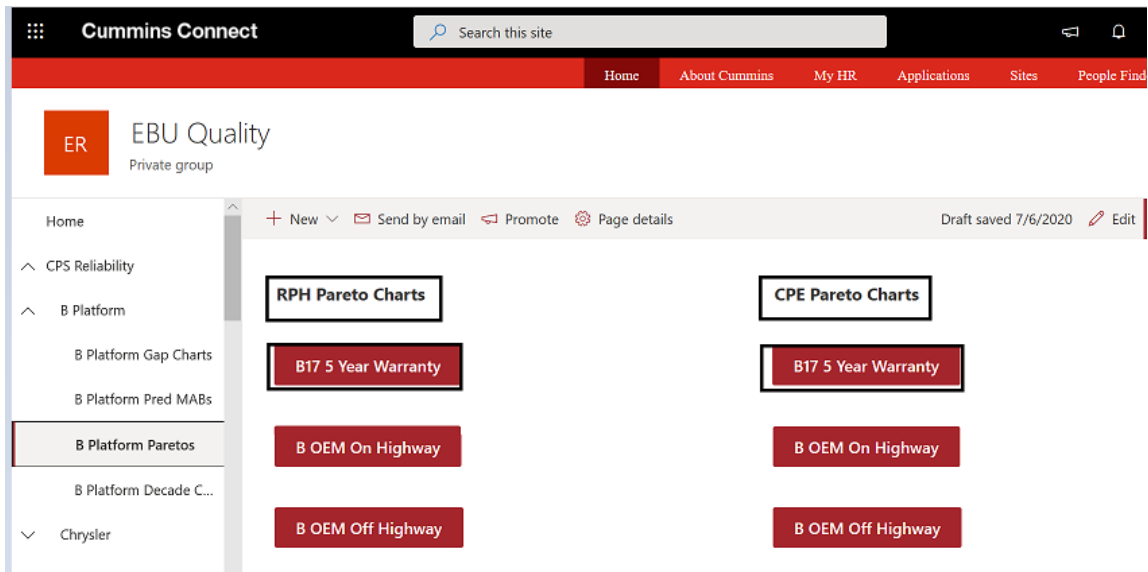 Cummins Connect
Search this site
Home About Cummins My HR Applications Sites People Find
ER
EBU Quality
Private group
Home
New Send by email Promote Page details Draft saved 7/6/2020 Edit
CPS Reliability
B Platform
B Platform Gap Charts
B Platform Pred MABs
B Platform Paretos
B Platform Decade C...
Chrysler
RPH Pareto Charts
B17 5 Year Warranty
B OEM On Highway
B OEM Off Highway
CPE Pareto Charts
B17 5 Year Warranty
B OEM On Highway
B OEM Off Highway